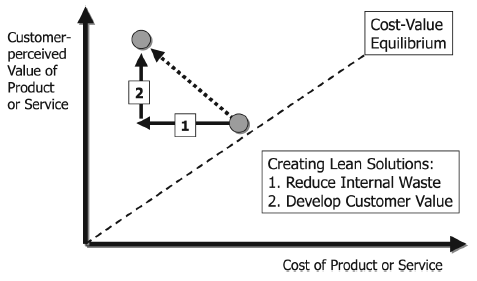 Customer-
perceived
Value of
Product
or Service
Cost-Value
Equilibrium
2
1
Creating Lean Solutions:
1. Reduce Internal Waste
2. Develop Customer Value
Cost of Product or Service